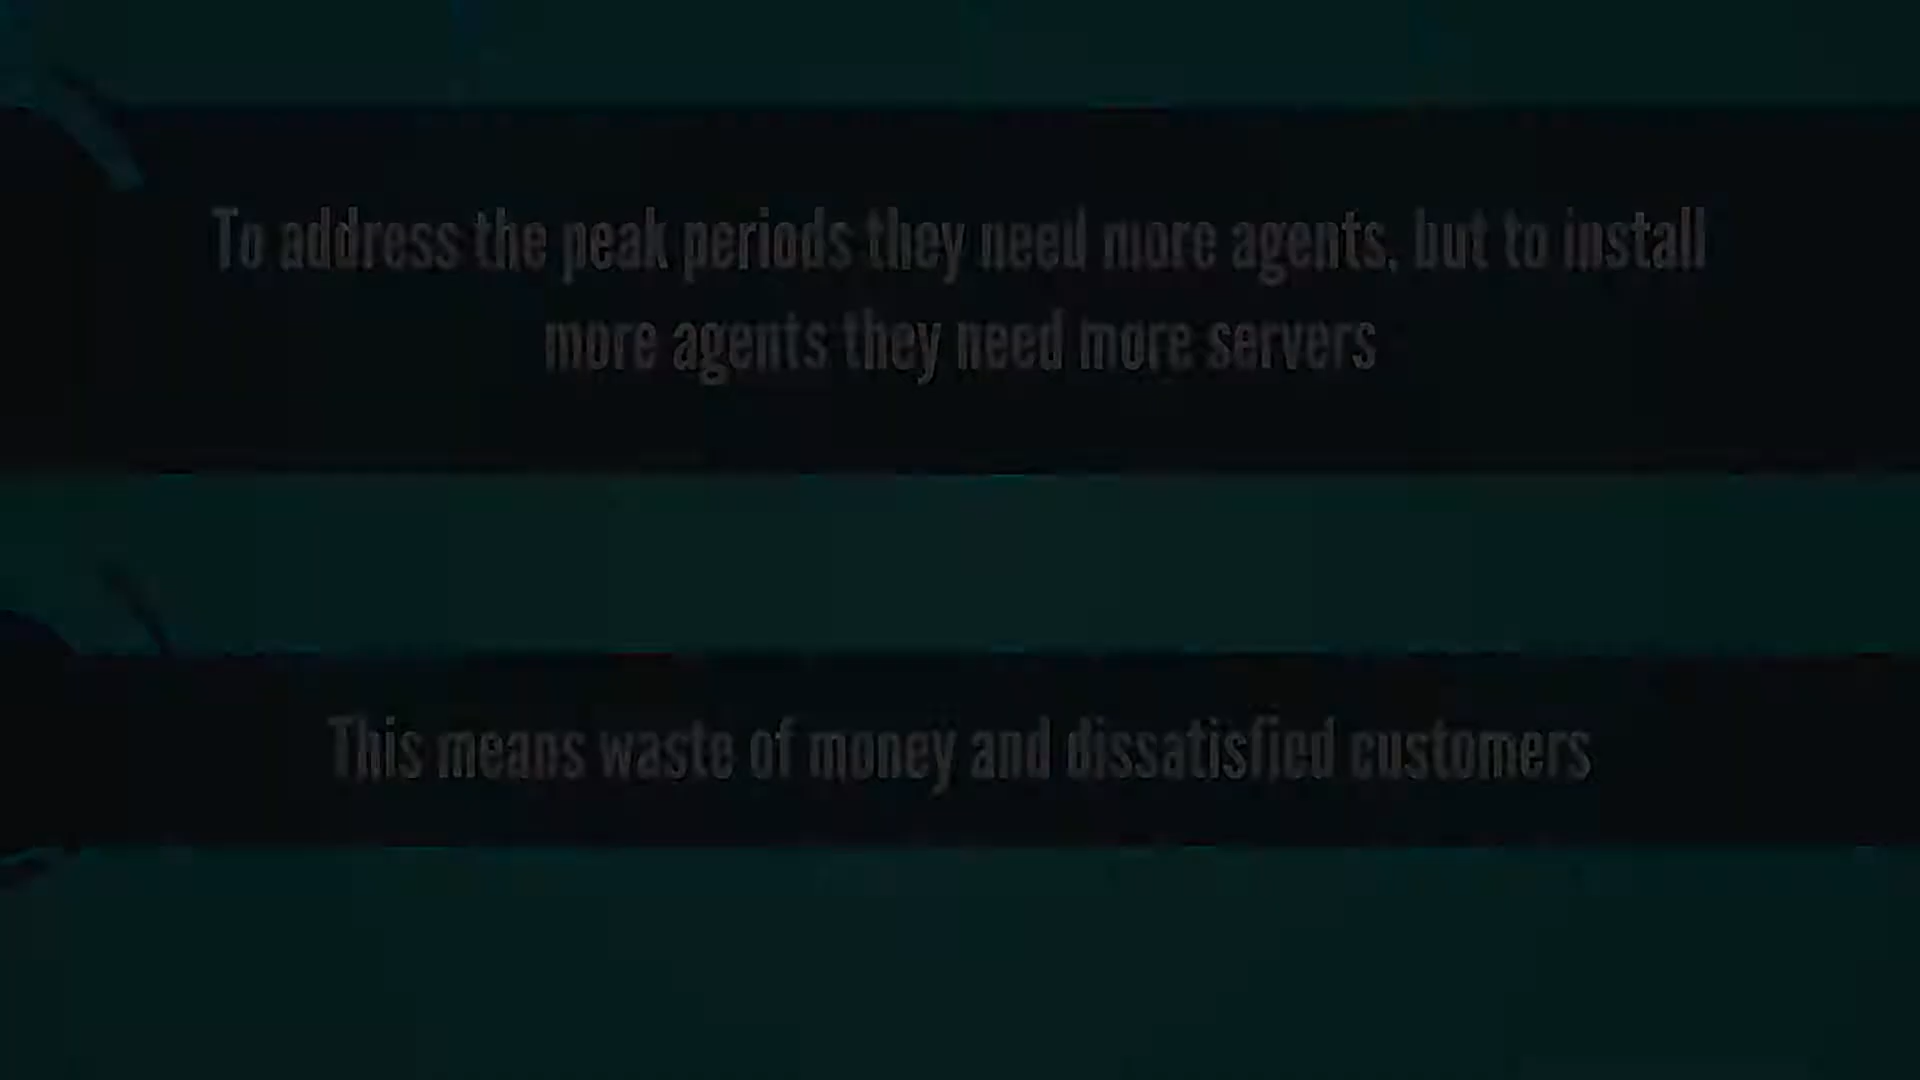 To address the peak periods they need more agents, but to install
more agents they need more servers
This means waste of money and dissatisfied customers